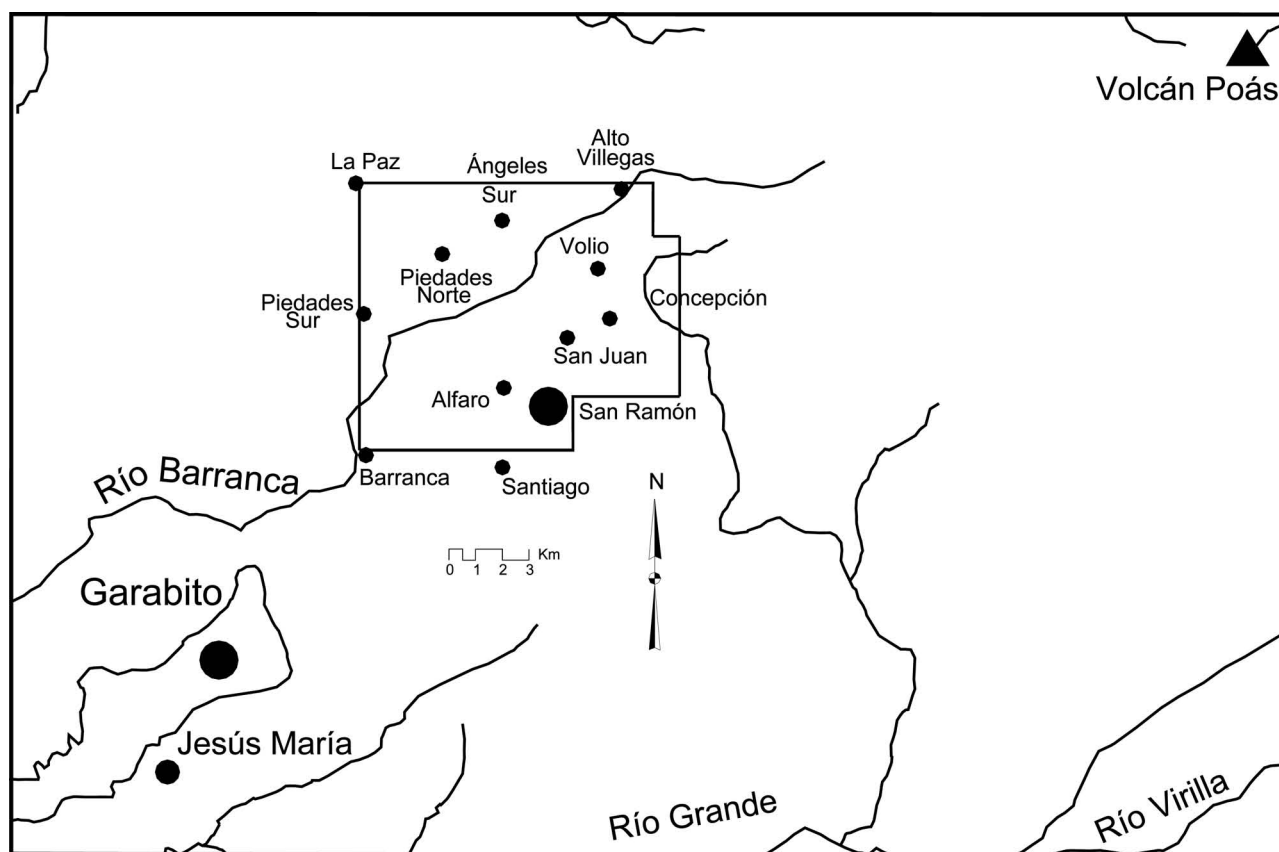 Volcán Poás
Alto
Villegas
La Paz
Ángeles
Sur
Volio
Piedades
Norte
Concepción
Piedades
Sur
San Juan
Alfaro
San Ramón
Barranca
Santiago
Río Barranca
N
Km
0 1 2 3
Garabito
Jesús María
Río Grande
Río Virilla